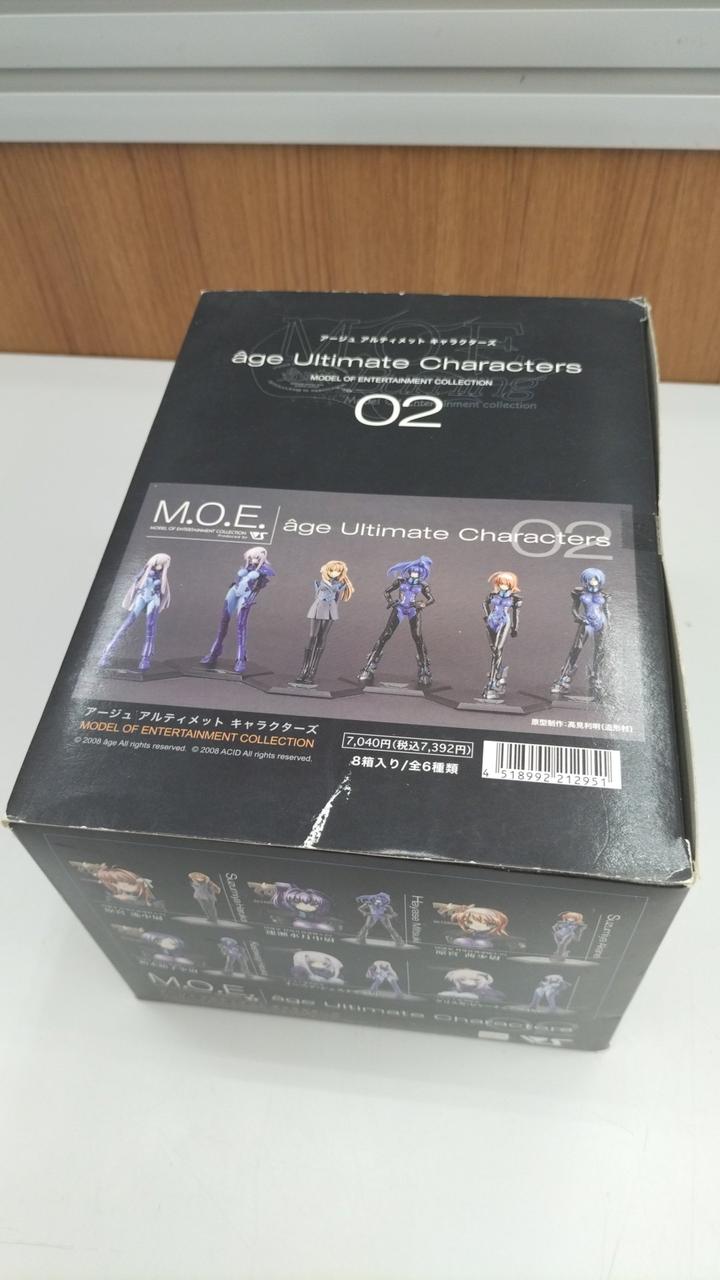 アージュ アルティメット キャラクターズ
âge Ultimate Characters
MODEL OF ENTERTAINMENT COLLECTION
02
M.O.E.
MODEL OF ENTERTAINMENT COLLECTION
Produced by
âge Ultimate Characters
02
アージュ アルティメット キャラクターズ
MODEL OF ENTERTAINMENT COLLECTION
© 2008 âge All rights reserved. © 2008 ACID All rights reserved.
原型制作:高見利明(造形村)
7,040円(税込7,392円)
8箱入り/全6種類
4 518992 212951
Hayase Mitsuki
M.O.E.
âge Ultimate Characters